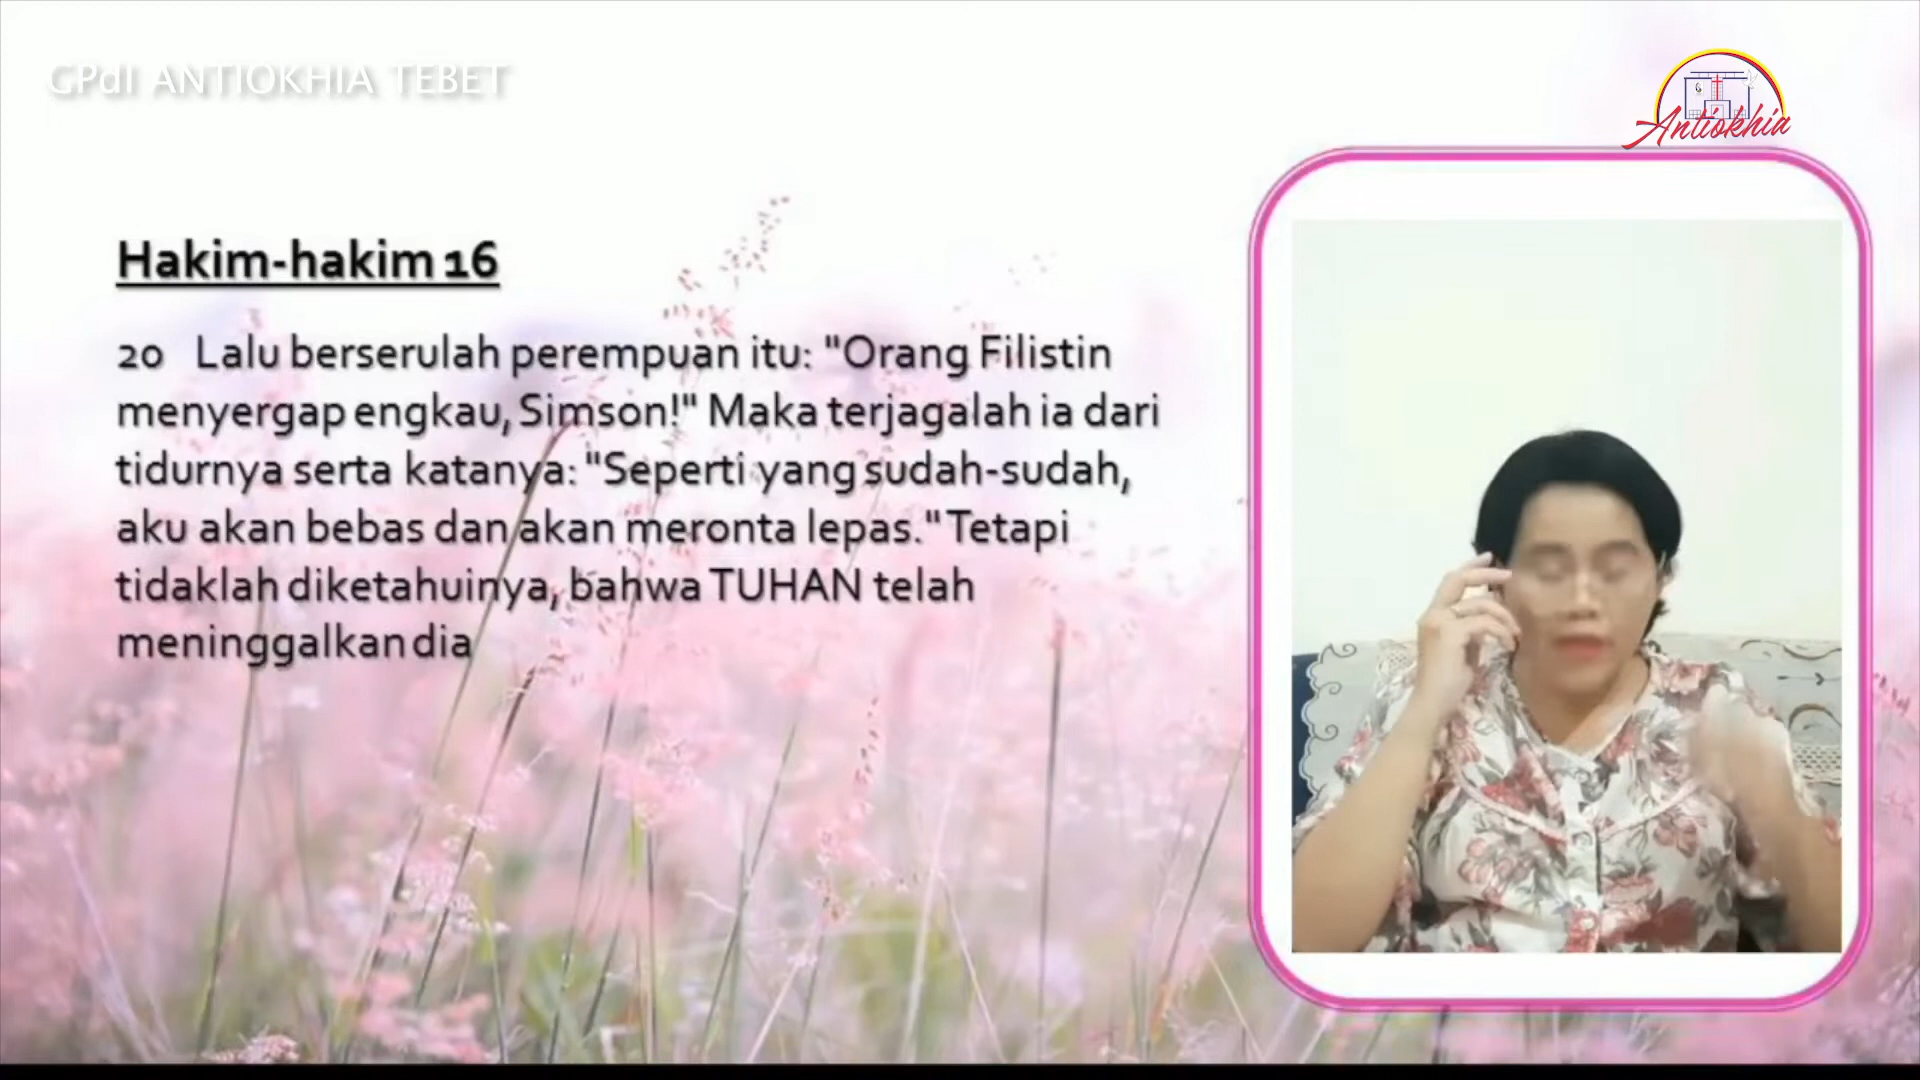 GPdI ANTIOKHIA TEBET
Antiokhia
Hakim-hakim 16
20 Lalu berserulah perempuan itu: "Orang Filistin
menyergap engkau, Simson!" Maka terjagalah ia dari
tidurnya serta katanya: "Seperti yang sudah-sudah,
aku akan bebas dan akan meronta lepas." Tetapi
tidaklah diketahuinya, bahwa TUHAN telah
meninggalkan dia